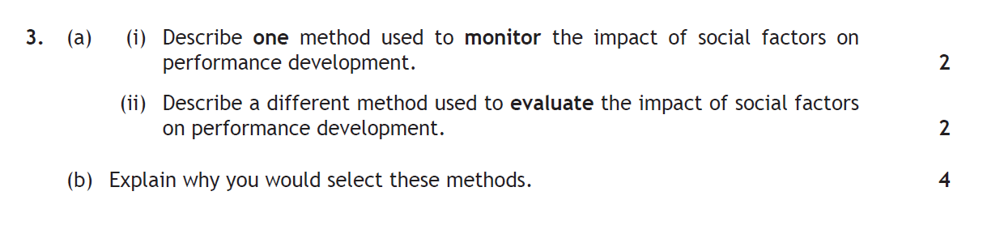 3. (a) (i) Describe one method used to monitor the impact of social factors on
performance development. 2
(ii) Describe a different method used to evaluate the impact of social factors
on performance development. 2
(b) Explain why you would select these methods. 4